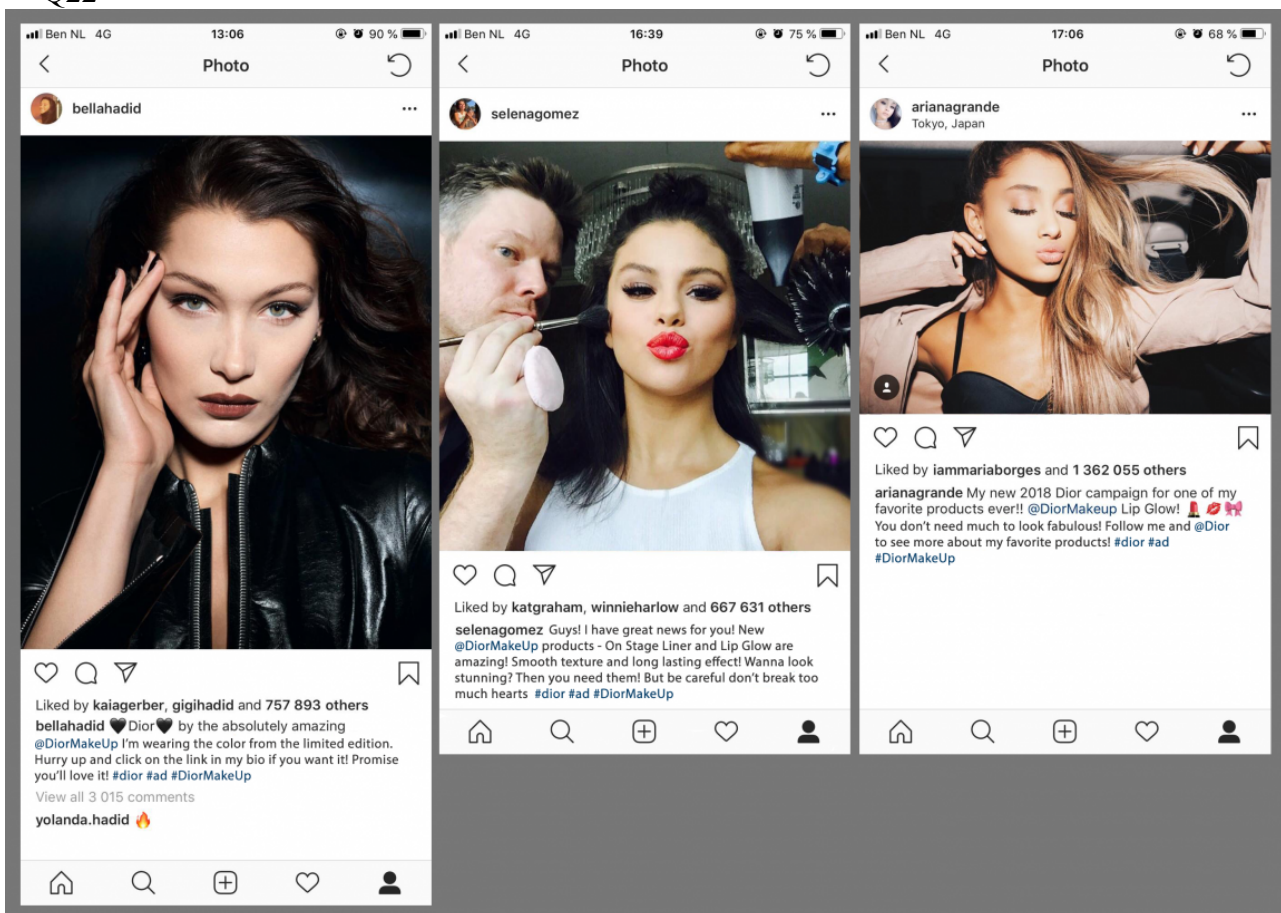 Q22
Ben NL 4G 13:06 90 %
Photo
bellahadid
Liked by kaiagerber, gigihadid and 757 893 others
bellahadid 🖤Dior🖤 by the absolutely amazing
@DiorMakeUp I'm wearing the color from the limited edition.
Hurry up and click on the link in my bio if you want it! Promise
you'll love it! #dior #ad #DiorMakeUp
View all 3 015 comments
yolanda.hadid 🔥
Ben NL 4G 16:39 75 %
Photo
selenagomez
Liked by katgraham, winnieharlow and 667 631 others
selenagomez Guys! I have great news for you! New
@DiorMakeUp products - On Stage Liner and Lip Glow are
amazing! Smooth texture and long lasting effect! Wanna look
stunning? Then you need them! But be careful don't break too
much hearts #dior #ad #DiorMakeUp
Ben NL 4G 17:06 68 %
Photo
arianagrande
Tokyo, Japan
Liked by iammariaborges and 1 362 055 others
arianagrande My new 2018 Dior campaign for one of my
favorite products ever!! @DiorMakeup Lip Glow! 💄💋🎀
You don't need much to look fabulous! Follow me and @Dior
to see more about my favorite products! #dior #ad
#DiorMakeUp